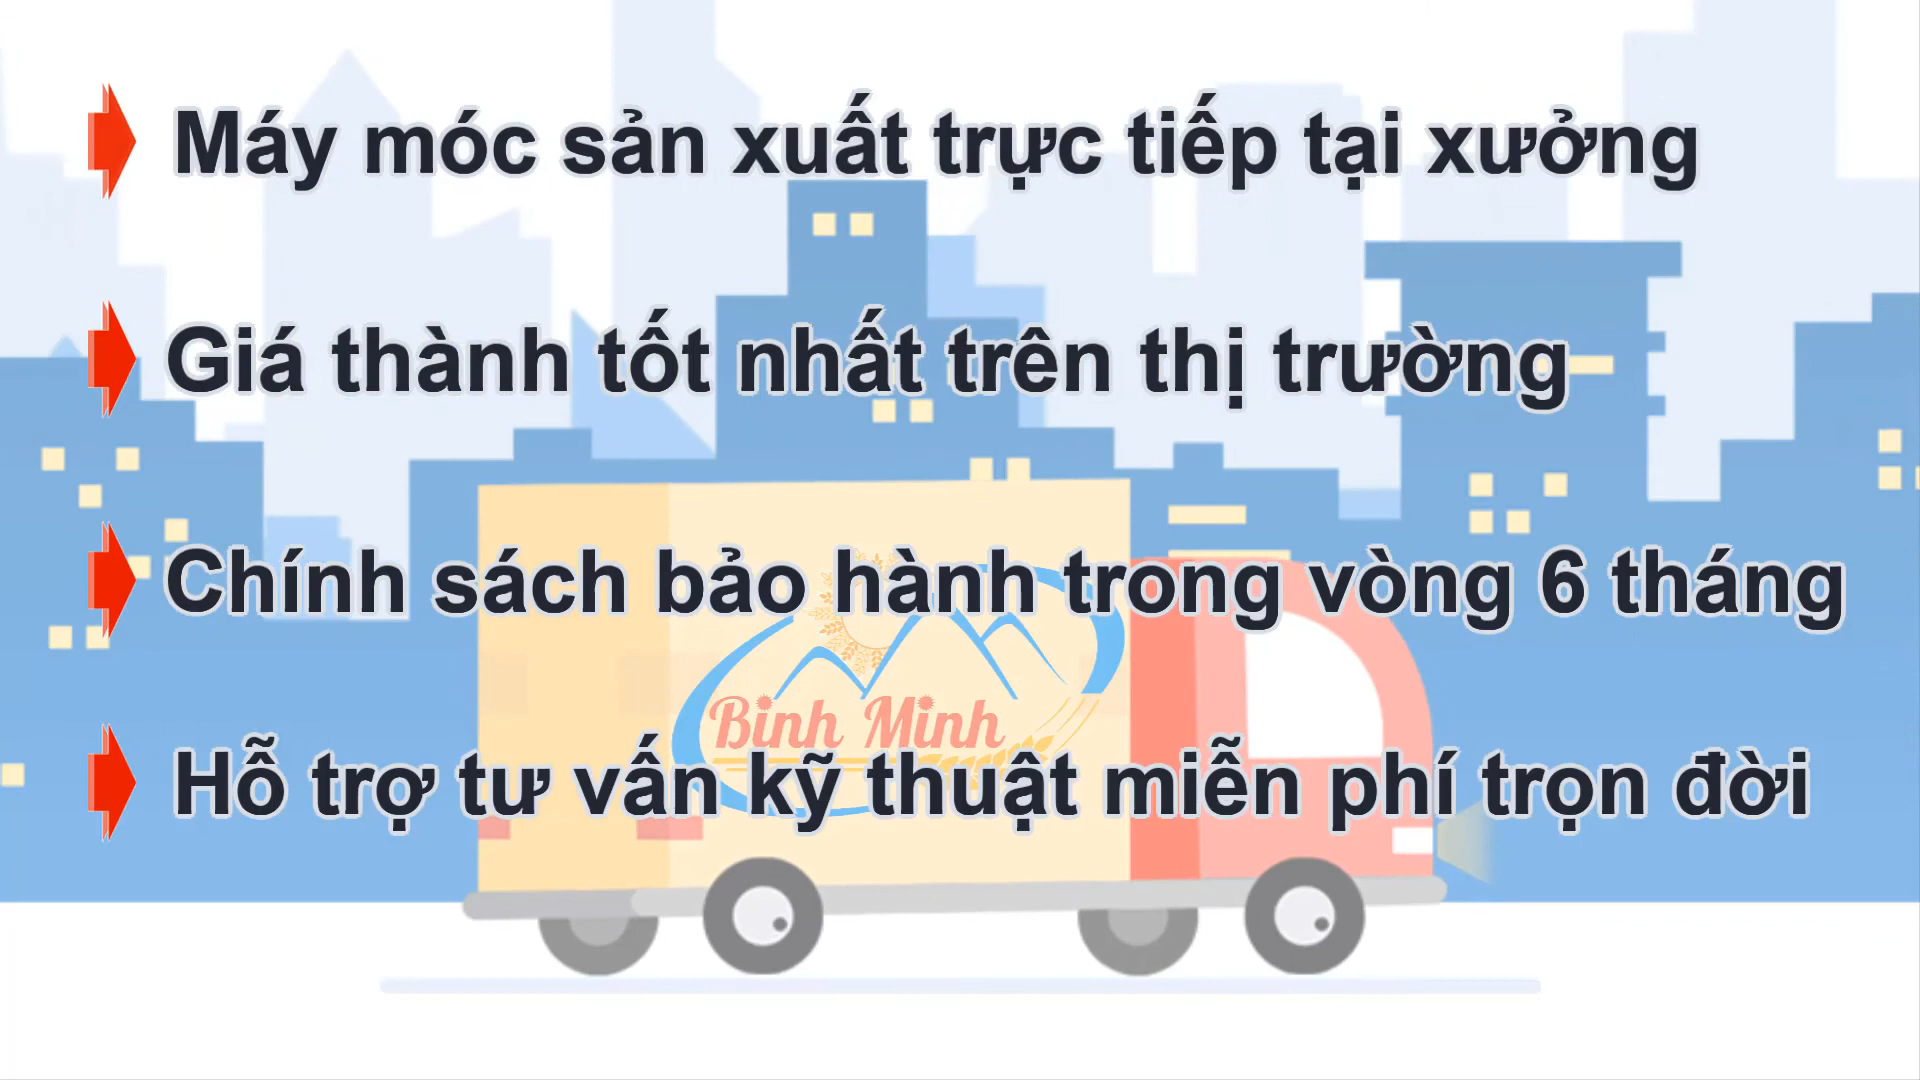 Máy móc sản xuất trực tiếp tại xưởng
Giá thành tốt nhất trên thị trường
Chính sách bảo hành trong vòng 6 tháng
Bình Minh
Hỗ trợ tư vấn kỹ thuật miễn phí trọn đời